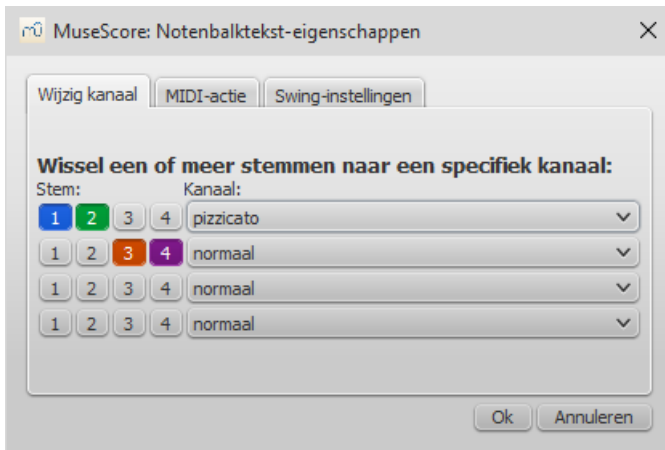 MuseScore: Notenbalktekst-eigenschappen
Wijzig kanaal MIDI-actie Swing-instellingen
Wissel een of meer stemmen naar een specifiek kanaal:
Stem: Kanaal:
1 2 3 4 pizzicato
1 2 3 4 normaal
1 2 3 4 normaal
1 2 3 4 normaal
Ok Annuleren